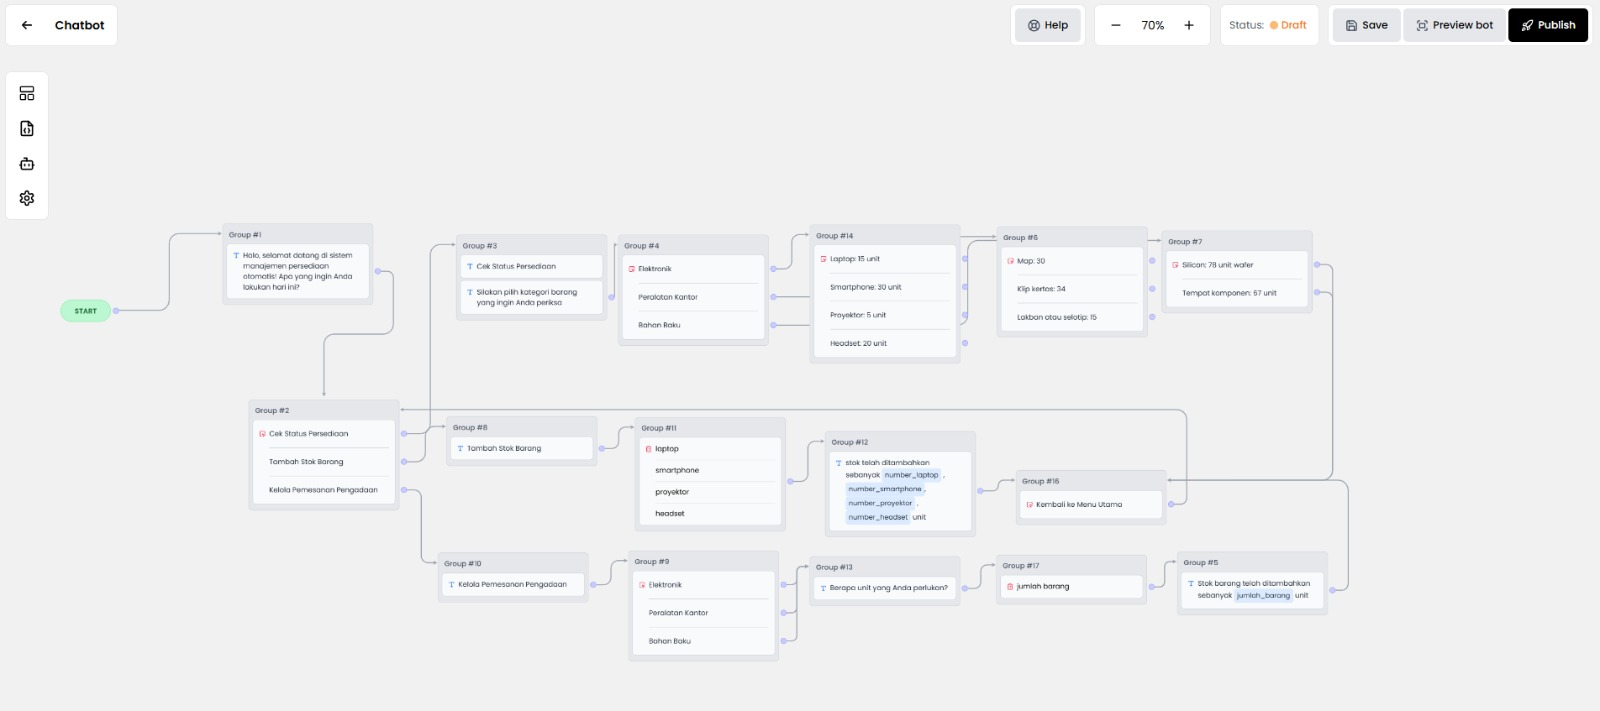 Chatbot
Help
70%
Status: Draft
Save
Preview bot
Publish
START
Group #1
Halo, selamat datang di sistem
manajemen persediaan
otomatis! Apa yang ingin Anda
lakukan hari ini?
Group #3
Cek Status Persediaan
Silakan pilih kategori barang
yang ingin Anda periksa
Group #4
Elektronik
Peralatan Kantor
Bahan Baku
Group #14
Laptop: 15 unit
Smartphone: 30 unit
Proyektor: 5 unit
Headset: 20 unit
Group #6
Map: 30
Klip kertas: 34
Lakban atau selotip: 15
Group #7
Silicon: 78 unit wafer
Tempat komponen: 67 unit
Group #2
Cek Status Persediaan
Tambah Stok Barang
Kelola Pemesanan Pengadaan
Group #8
Tambah Stok Barang
Group #11
laptop
smartphone
proyektor
headset
Group #12
stok telah ditambahkan
sebanyak number_laptop ,
number_smartphone ,
number_proyektor ,
number_headset unit
Group #16
Kembali ke Menu Utama
Group #10
Kelola Pemesanan Pengadaan
Group #9
Elektronik
Peralatan Kantor
Bahan Baku
Group #13
Berapa unit yang Anda perlukan?
Group #17
jumlah barang
Group #5
Stok barang telah ditambahkan
sebanyak jumlah_barang unit